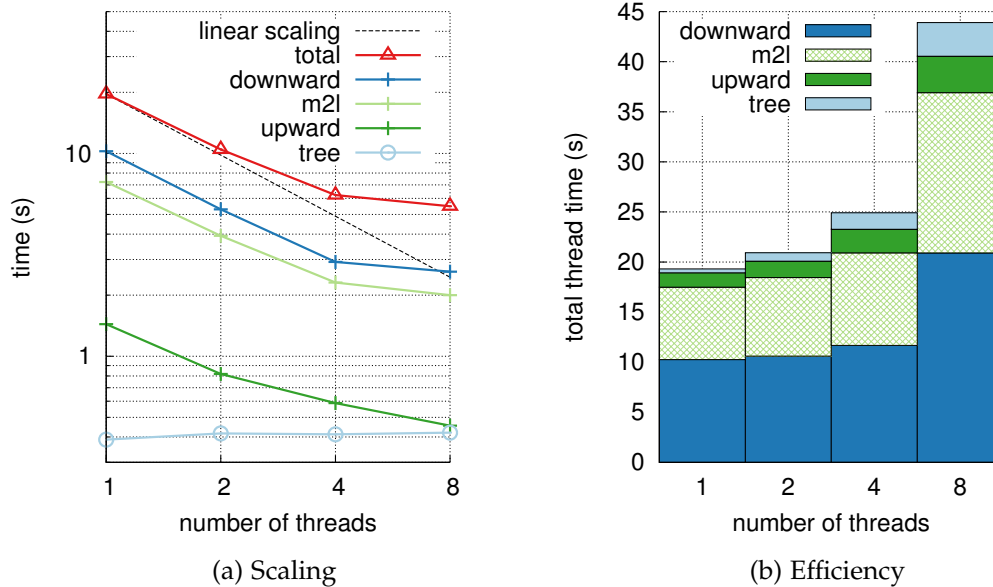 linear scaling
total
downward
m2l
upward
tree
10
1
time (s)
1
2
4
8
number of threads
(a) Scaling
45
40
35
30
25
20
15
10
5
0
total thread time (s)
downward
m2l
upward
tree
1
2
4
8
number of threads
(b) Efficiency